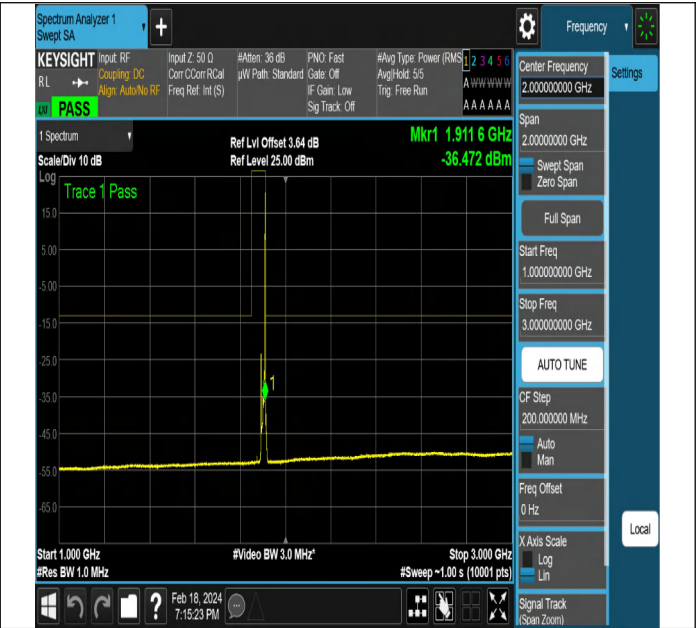 Spectrum Analyzer 1
Swept SA
+
Frequency
KEYSIGHT
RL
LXI
PASS
Input: RF
Coupling: DC
Align: Auto/No RF
Input Z: 50 Ω
Corr CCorr RCal
Freq Ref: Int (S)
#Atten: 36 dB
µW Path: Standard
PNO: Fast
Gate: Off
IF Gain: Low
Sig Track: Off
#Avg Type: Power (RMS
Avg|Hold: 5/5
Trig: Free Run
1 2 3 4 5 6
A W W W W W
A A A A A A
1 Spectrum
Scale/Div 10 dB
Ref Lvl Offset 3.64 dB
Ref Level 25.00 dBm
Mkr1 1.911 6 GHz
-36.472 dBm
Log
Trace 1 Pass
15.0
5.00
-5.00
-15.0
-25.0
-35.0
-45.0
-55.0
-65.0
1
Start 1.000 GHz
#Res BW 1.0 MHz
#Video BW 3.0 MHz*
Stop 3.000 GHz
#Sweep ~1.00 s (10001 pts)
?
Feb 18, 2024
7:15:23 PM
Center Frequency
2.000000000 GHz
Settings
Span
2.00000000 GHz
Swept Span
Zero Span
Full Span
Start Freq
1.000000000 GHz
Stop Freq
3.000000000 GHz
AUTO TUNE
CF Step
200.000000 MHz
Auto
Man
Freq Offset
0 Hz
X Axis Scale
Log
Lin
Local
Signal Track
(Span Zoom)